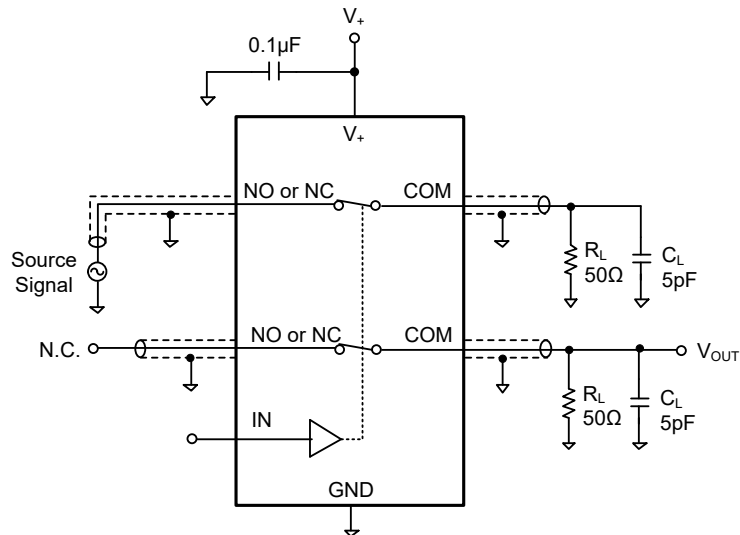 V+
0.1µF
V+
NO or NC
COM
Source
Signal
RL
50Ω
CL
5pF
N.C.
NO or NC
COM
VOUT
RL
50Ω
CL
5pF
IN
GND